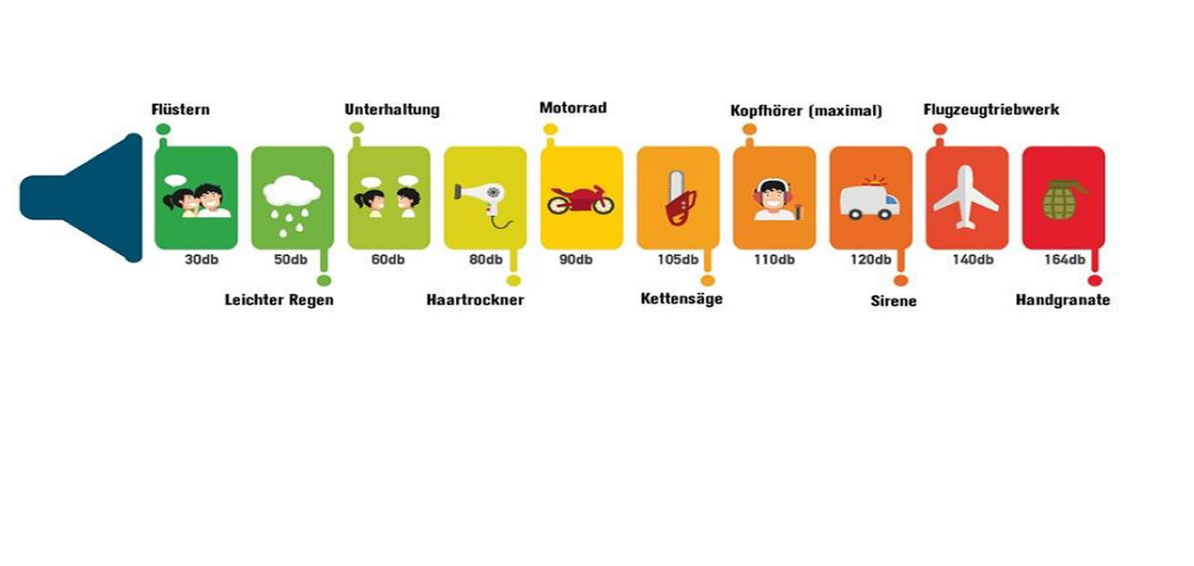 Flüstern
Unterhaltung
Motorrad
Kopfhörer (maximal)
Flugzeugtriebwerk
30db
50db
60db
80db
90db
105db
110db
120db
140db
164db
Leichter Regen
Haartrockner
Kettensäge
Sirene
Handgranate